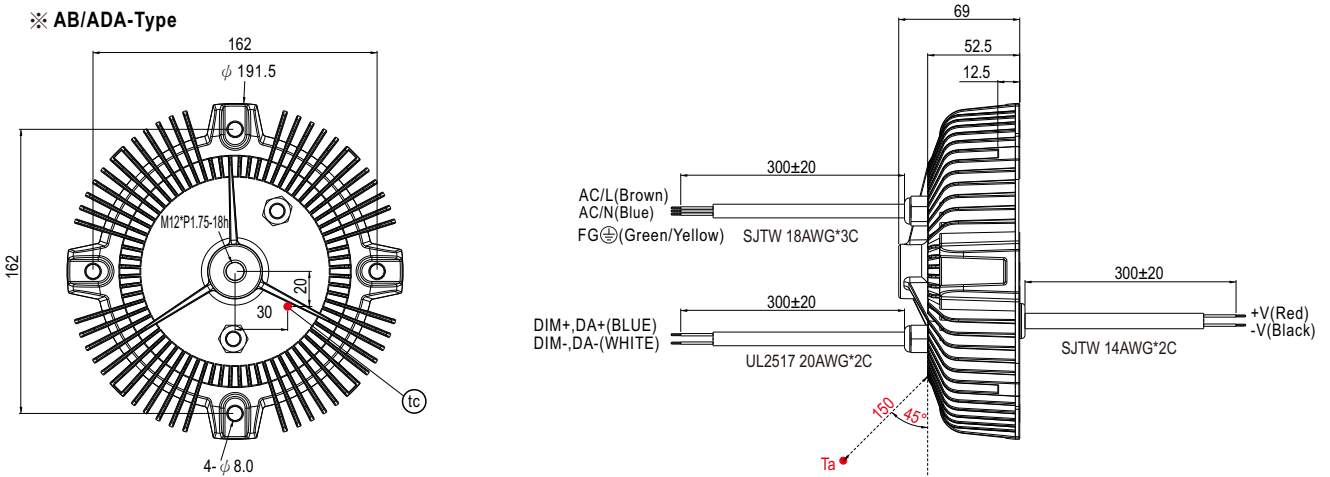 ※ AB/ADA-Type
162
ϕ 191.5
162
M12*P1.75-18h
20
30
tc
4-ϕ 8.0
69
52.5
12.5
300±20
AC/L(Brown)
AC/N(Blue)
FG⏚(Green/Yellow)
SJTW 18AWG*3C
300±20
DIM+,DA+(BLUE)
DIM-,DA-(WHITE)
UL2517 20AWG*2C
300±20
+V(Red)
-V(Black)
SJTW 14AWG*2C
150
45°
Ta